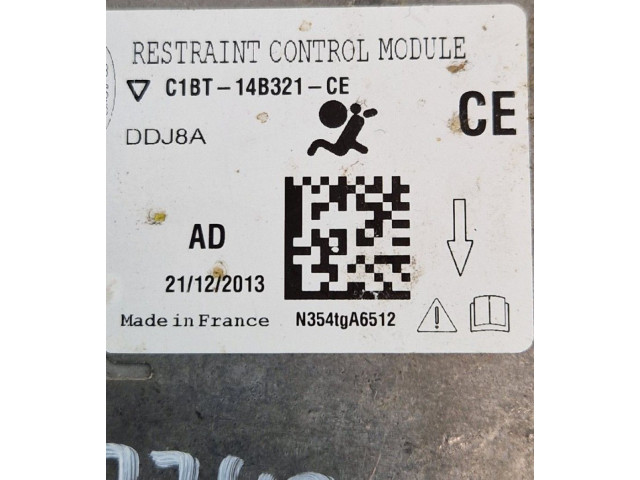 RESTRAINT CONTROL MODULE
C1BT-14B321-CE
CE
DDJ8A
AD
21/12/2013
Made in France
N354tgA6512